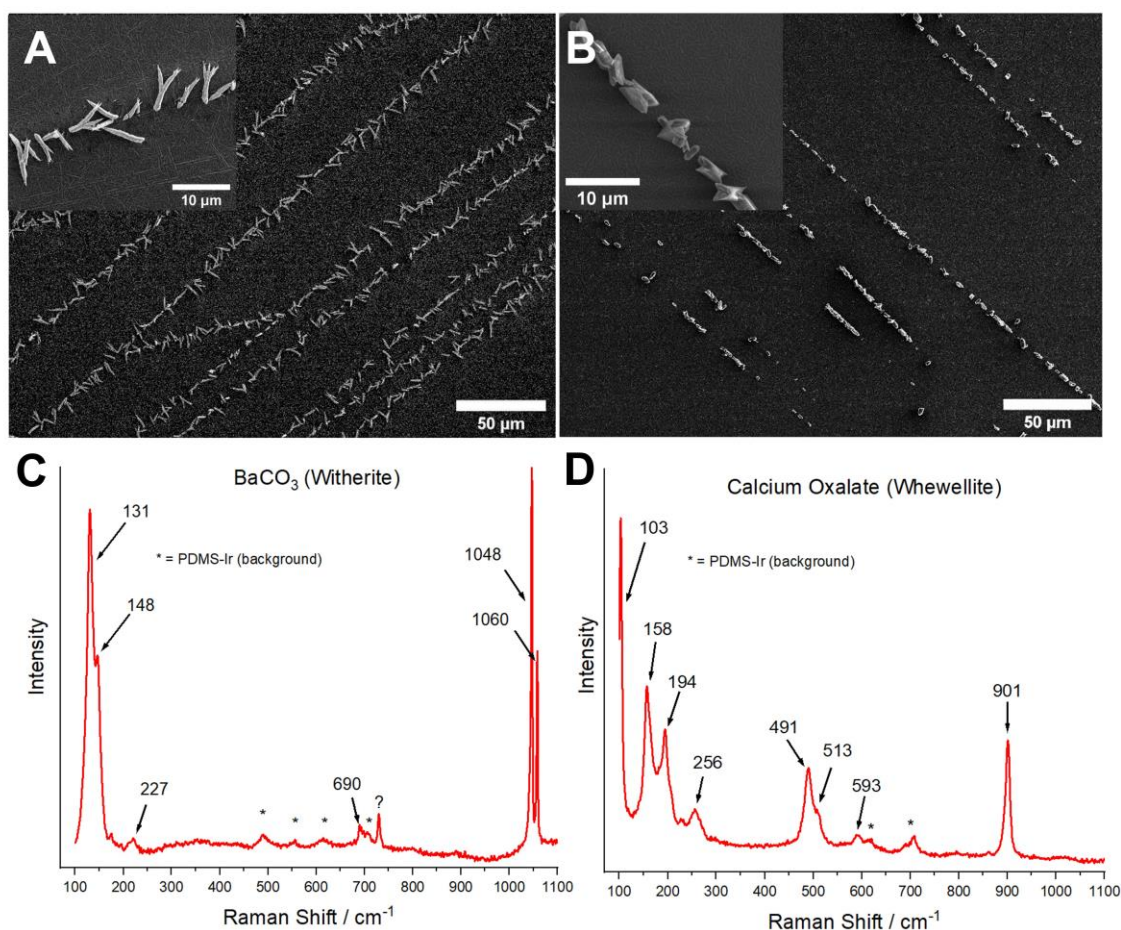 A
10 µm
50 µm
B
10 µm
50 µm
C
BaCO₃ (Witherite)
131
* = PDMS-Ir (background)
148
1048
1060
227
690
?
*
*
*
*
Intensity
100 200 300 400 500 600 700 800 900 1000 1100
Raman Shift / cm⁻¹
D
Calcium Oxalate (Whewellite)
103
* = PDMS-Ir (background)
158
194
901
491
513
256
593
*
*
Intensity
100 200 300 400 500 600 700 800 900 1000 1100
Raman Shift / cm⁻¹